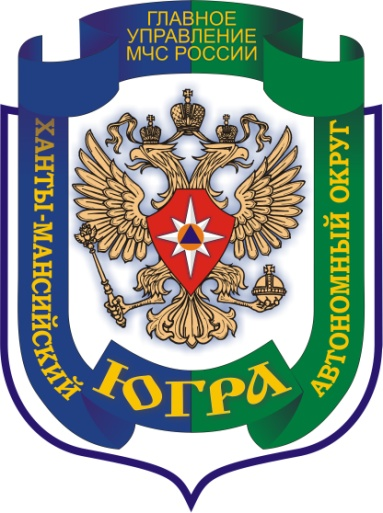 ГЛАВНОЕ
УПРАВЛЕНИЕ
МЧС РОССИИ
ХАНТЫ-МАНСИЙСКИЙ
АВТОНОМНЫЙ ОКРУГ
ЮГРА